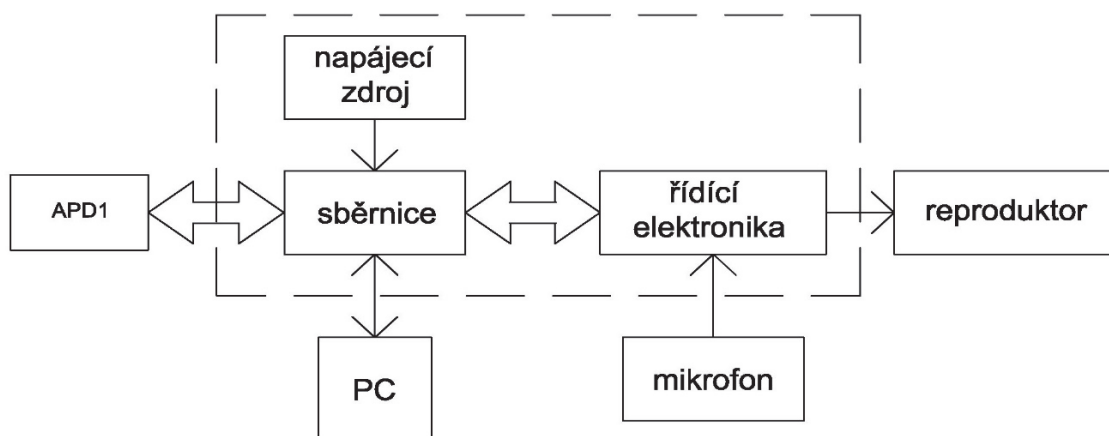 napájecí
zdroj
APD1
sběrnice
řídící
elektronika
reproduktor
PC
mikrofon